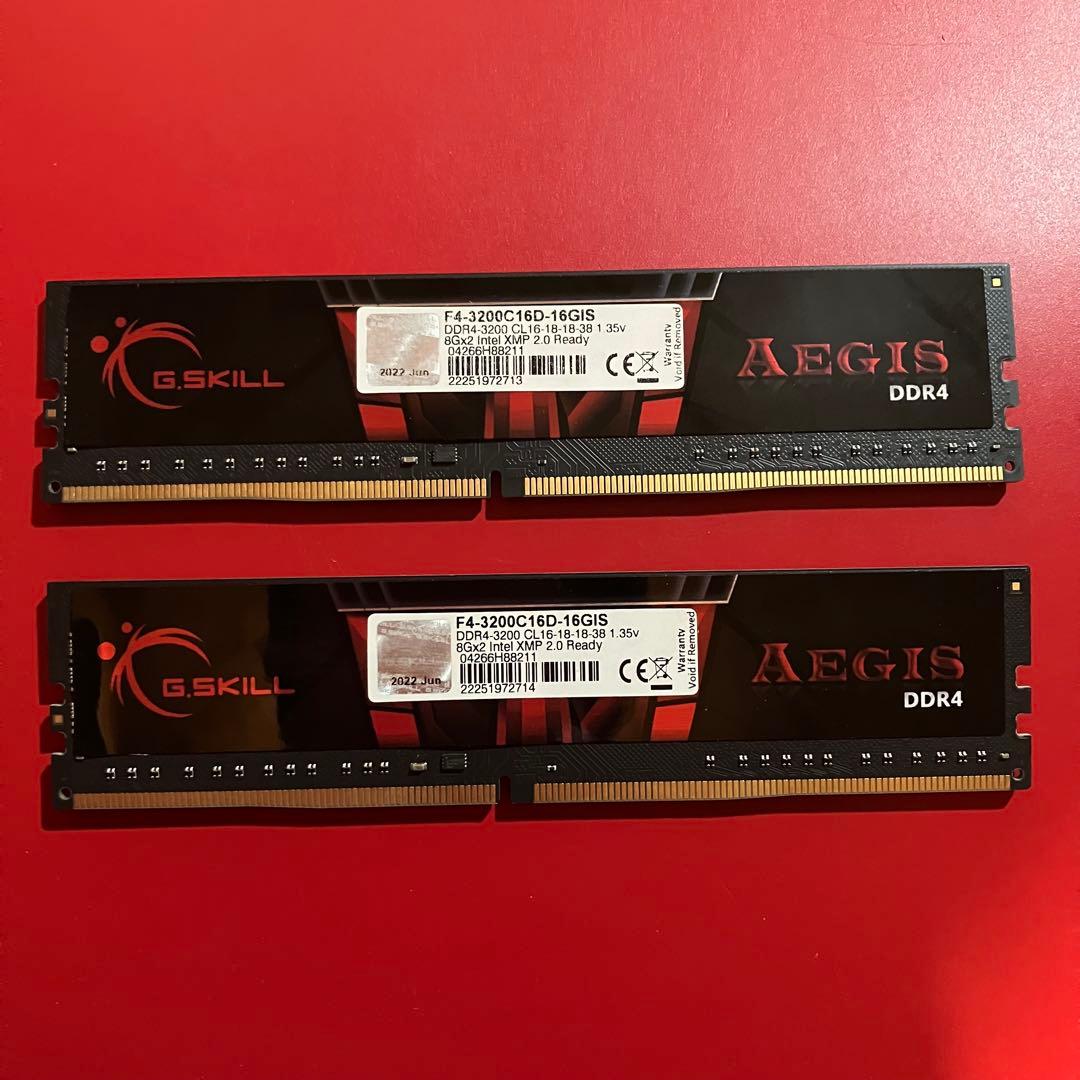 G.SKILL
F4-3200C16D-16GIS
DDR4-3200 CL16-18-18-38 1.35v
8Gx2 Intel XMP 2.0 Ready
04266H88211
22251972713
2022 Jun
CE
Warranty
Void if Removed
AEGIS
DDR4
G.SKILL
F4-3200C16D-16GIS
DDR4-3200 CL16-18-18-38 1.35v
8Gx2 Intel XMP 2.0 Ready
04266H88211
22251972714
2022 Jun
CE
Warranty
Void if Removed
AEGIS
DDR4